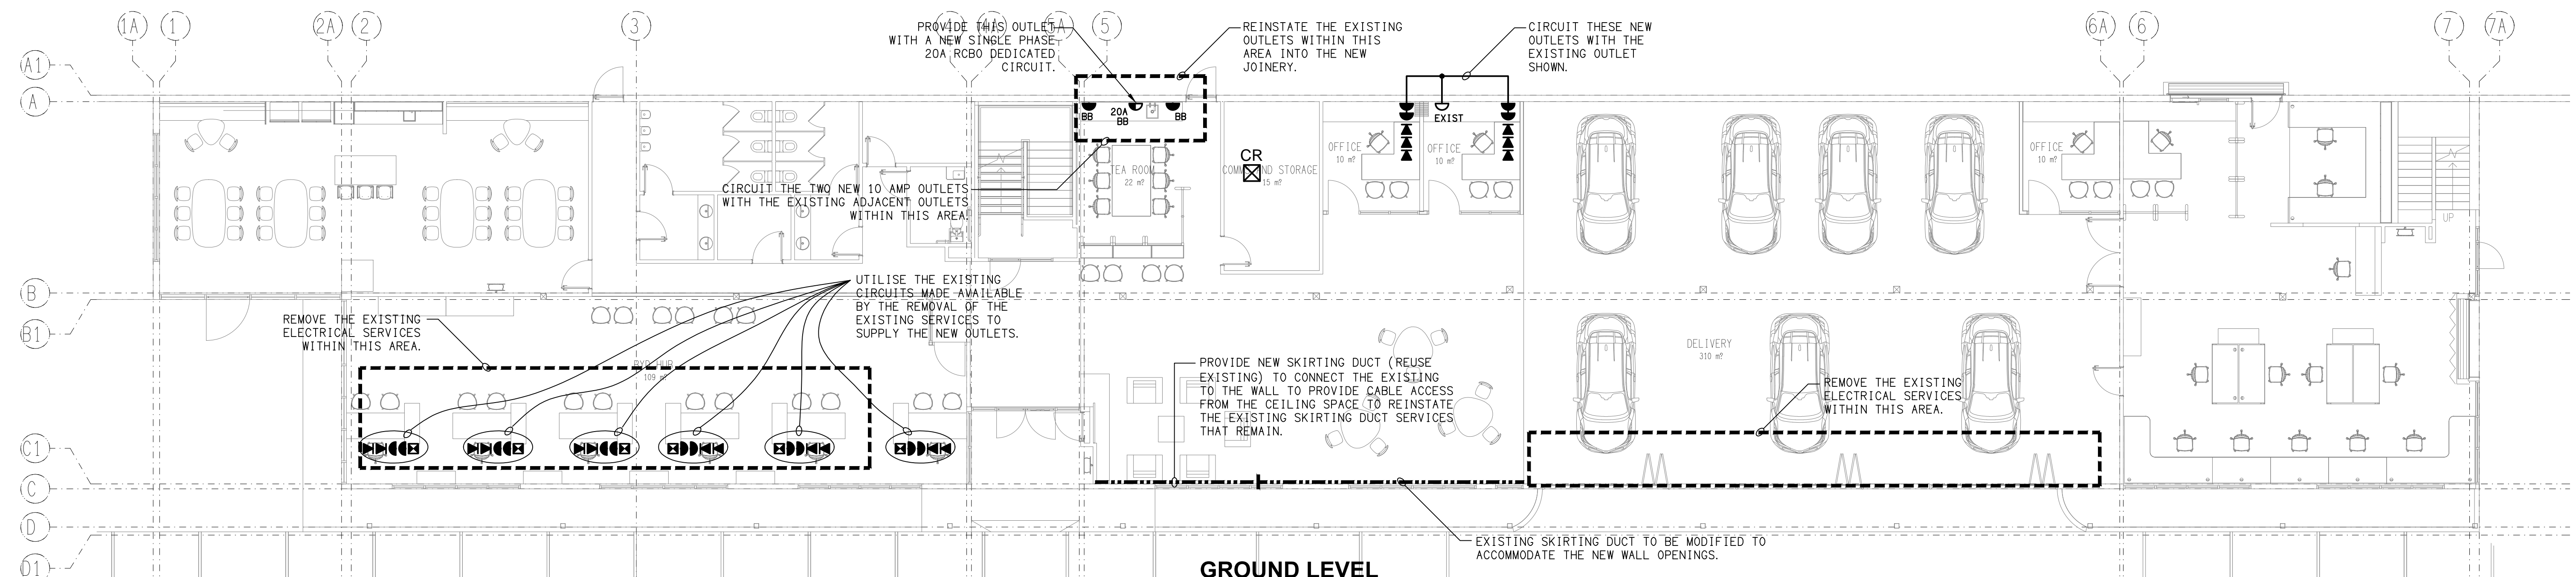 1A
1
2A
2
3
4
4A
5A
5
6A
6
7
7A
A1
A
B
B1
C1
C
D
D1
PROVIDE THIS OUTLET
WITH A NEW SINGLE PHASE
20A RCBO DEDICATED
CIRCUIT.
REINSTATE THE EXISTING
OUTLETS WITHIN THIS
AREA INTO THE NEW
JOINERY.
CIRCUIT THESE NEW
OUTLETS WITH THE
EXISTING OUTLET
SHOWN.
BB
20A
BB
BB
EXIST
OFFICE
10 m?
OFFICE
10 m?
OFFICE
10 m?
CR
TEA ROOM
22 m?
STORAGE
15 m?
CIRCUIT THE TWO NEW 10 AMP OUTLETS
WITH THE EXISTING ADJACENT OUTLETS
WITHIN THIS AREA.
UP
UTILISE THE EXISTING
CIRCUITS MADE AVAILABLE
BY THE REMOVAL OF THE
EXISTING SERVICES TO
SUPPLY THE NEW OUTLETS.
REMOVE THE EXISTING
ELECTRICAL SERVICES
WITHIN THIS AREA.
HUB
109 m?
DELIVERY
310 m?
PROVIDE NEW SKIRTING DUCT (REUSE
EXISTING) TO CONNECT THE EXISTING
TO THE WALL TO PROVIDE CABLE ACCESS
FROM THE CEILING SPACE TO REINSTATE
THE EXISTING SKIRTING DUCT SERVICES
THAT REMAIN.
REMOVE THE EXISTING
ELECTRICAL SERVICES
WITHIN THIS AREA.
EXISTING SKIRTING DUCT TO BE MODIFIED TO
ACCOMMODATE THE NEW WALL OPENINGS.
GROUND LEVEL